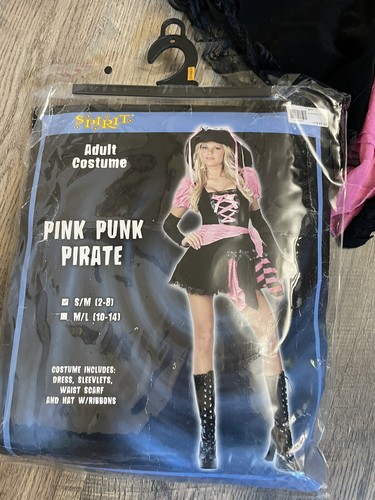 SPIRIT
Adult
Costume
PINK PUNK
PIRATE
S/M (2-8)
M/L (10-14)
COSTUME INCLUDES:
DRESS, SLEEVLETS,
WAIST SCARF
AND HAT W/RIBBONS